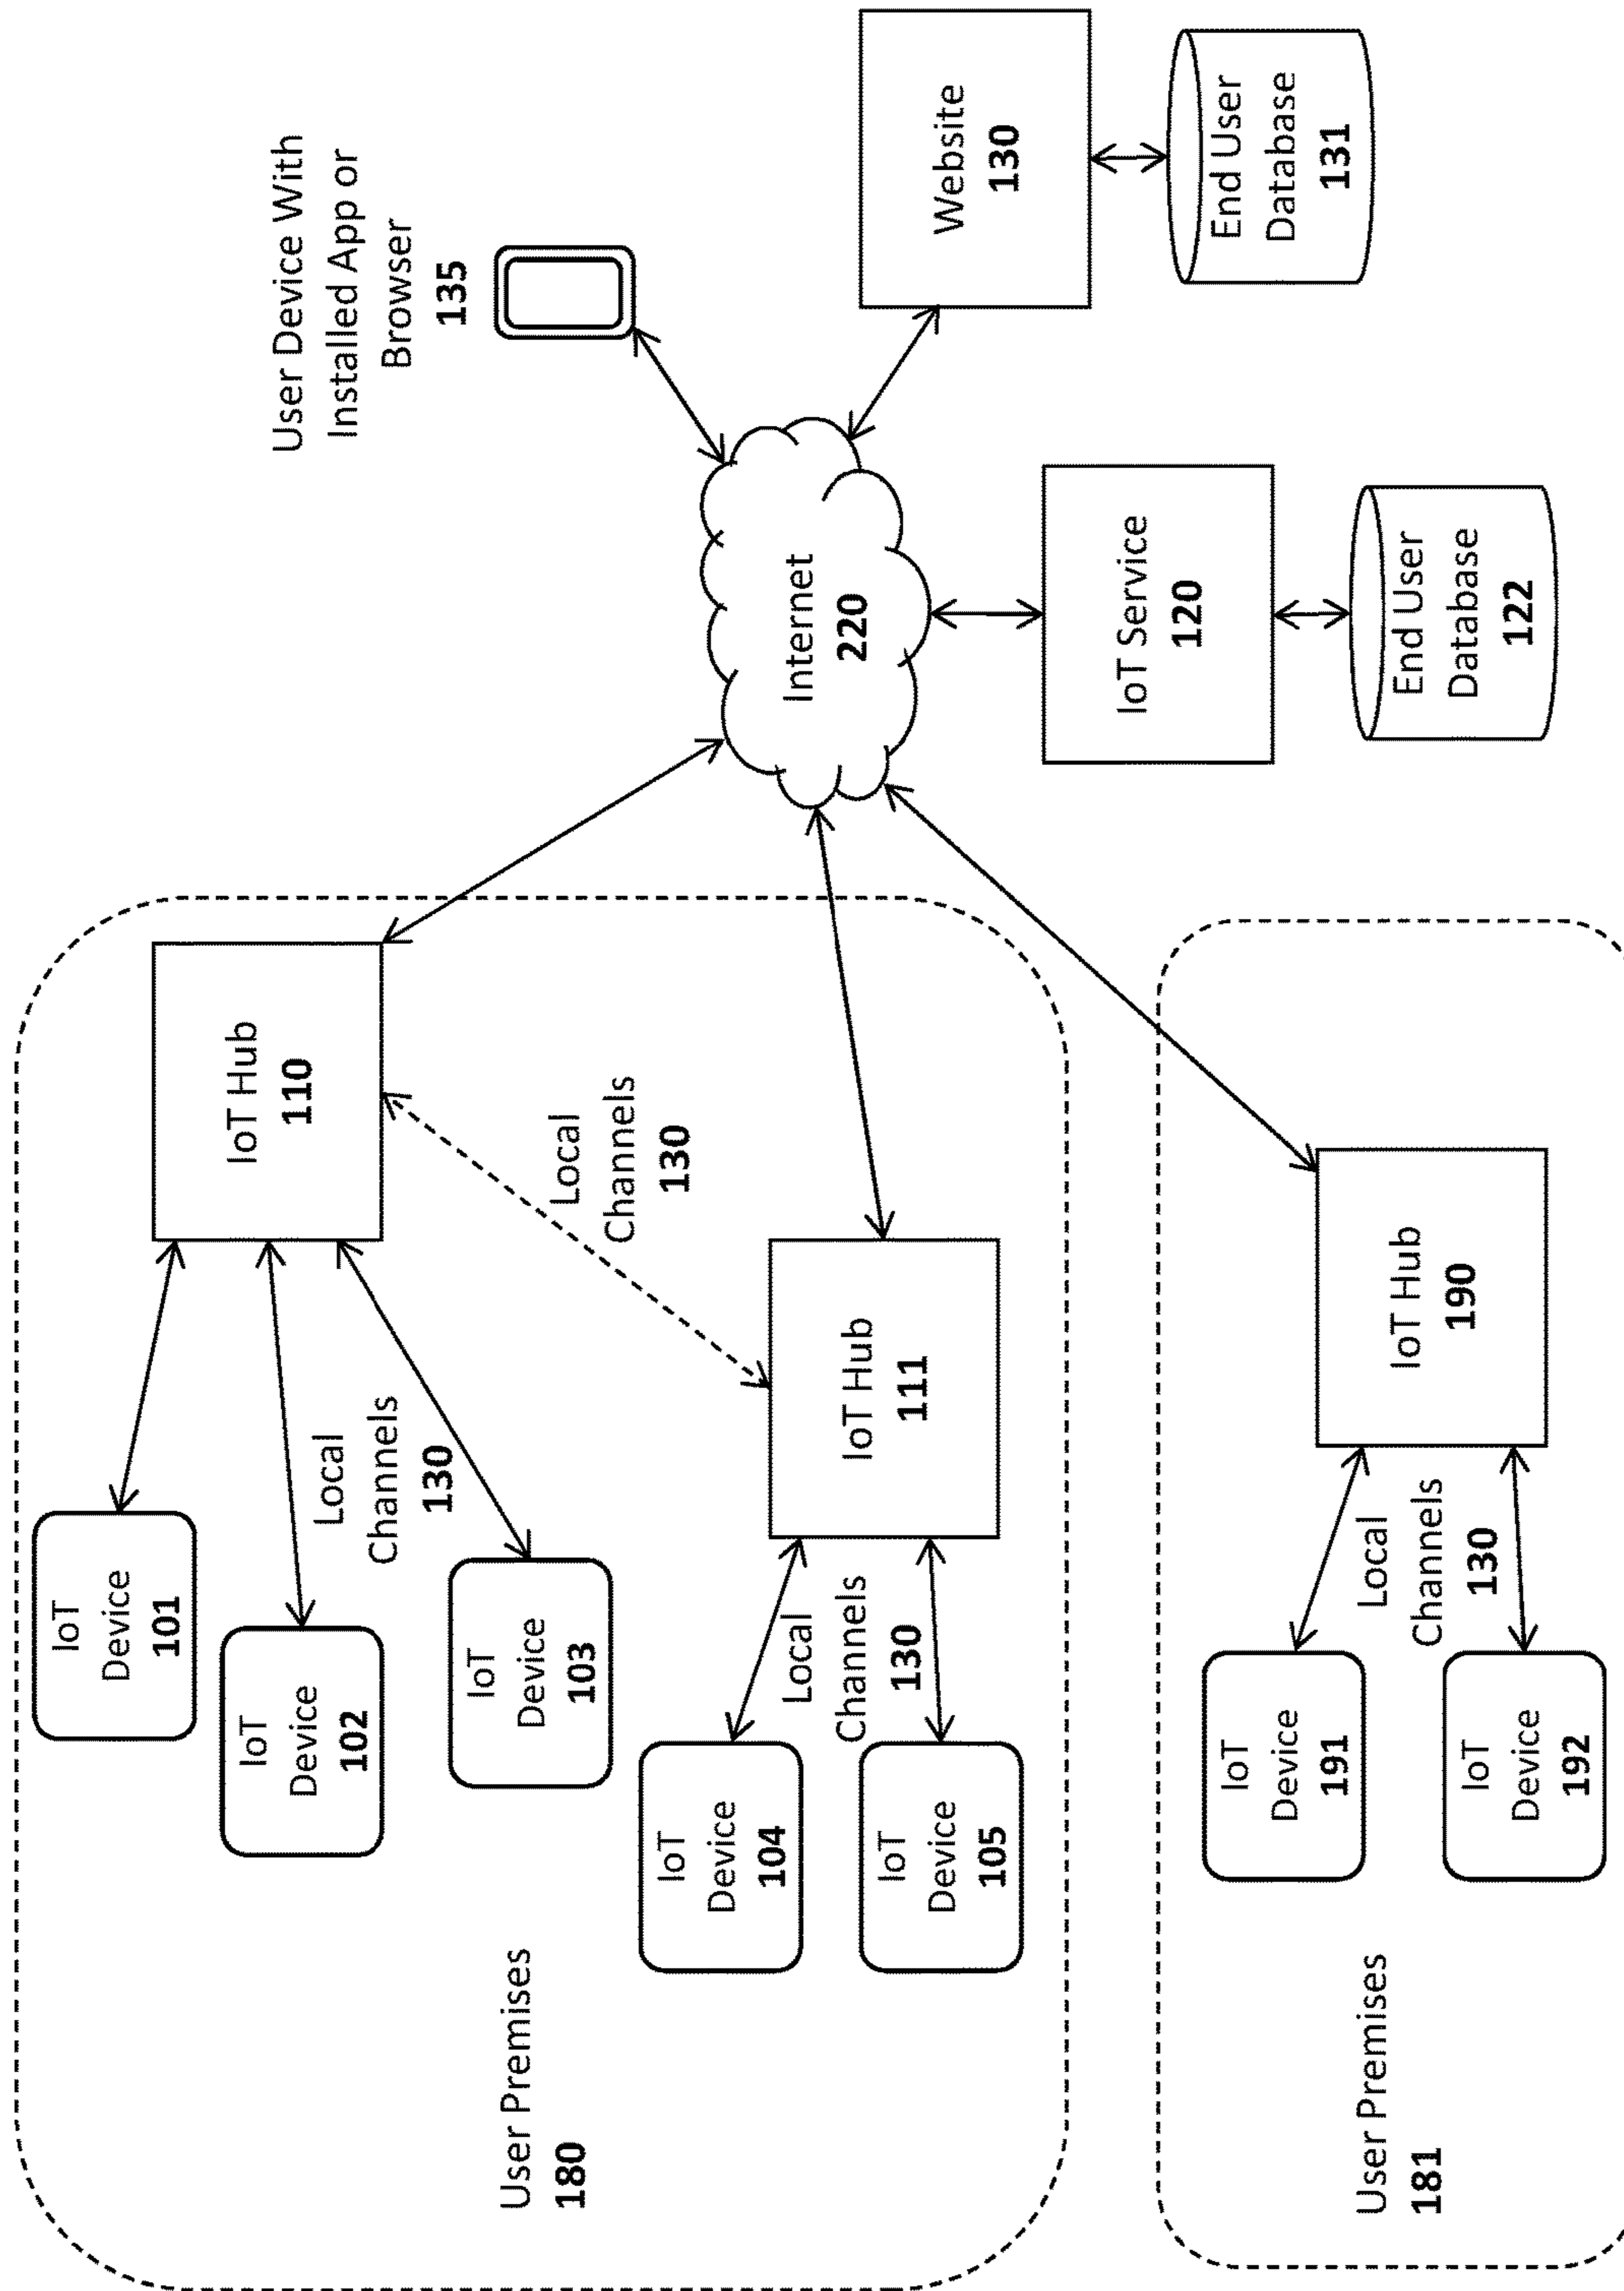 User Device With
Installed App or
Browser
135
Website
130
End User
Database
131
Internet
220
IoT Service
120
End User
Database
122
IoT Hub
110
Local
Channels
130
IoT Hub
111
IoT
Device
101
IoT
Device
102
Local
Channels
130
IoT
Device
103
IoT
Device
104
Local
Channels
130
IoT
Device
105
User Premises
180
IoT Hub
190
IoT
Device
191
Local
Channels
130
IoT
Device
192
User Premises
181